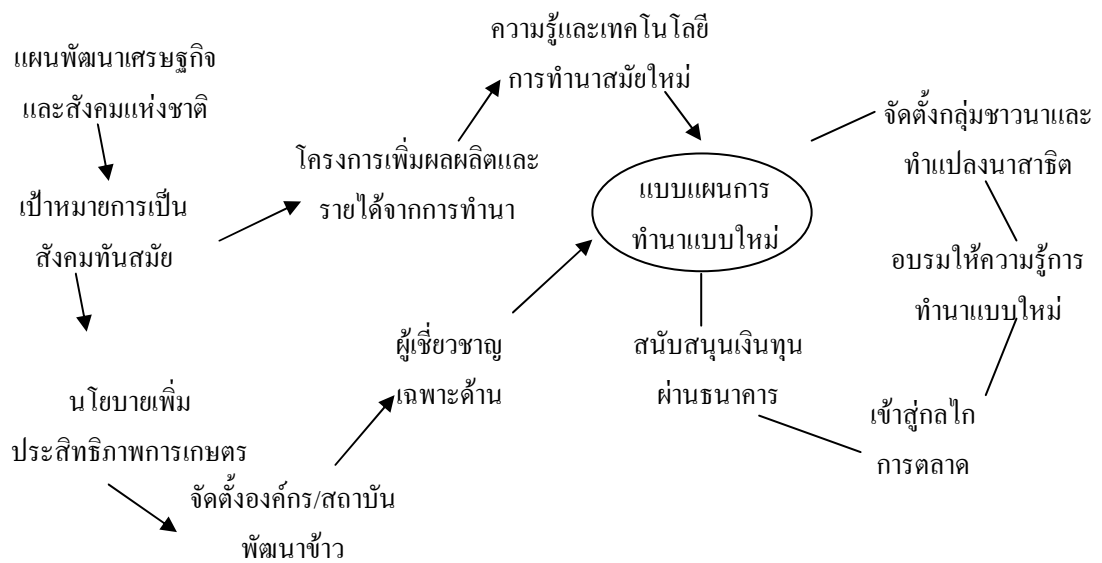 แผนพัฒนาเศรษฐกิจ
และสังคมแห่งชาติ
เป้าหมายการเป็น
สังคมทันสมัย
โครงการเพิ่มผลผลิตและ
รายได้จากการทำนา
ความรู้และเทคโนโลยี
การทำนาสมัยใหม่
นโยบายเพิ่ม
ประสิทธิภาพการเกษตร
จัดตั้งองค์กร/สถาบัน
พัฒนาข้าว
ผู้เชี่ยวชาญ
เฉพาะด้าน
แบบแผนการ
ทำนาแบบใหม่
จัดตั้งกลุ่มชาวนาและ
ทำแปลงนาสาธิต
อบรมให้ความรู้การ
ทำนาแบบใหม่
เข้าสู่กลไก
การตลาด
สนับสนุนเงินทุน
ผ่านธนาคาร